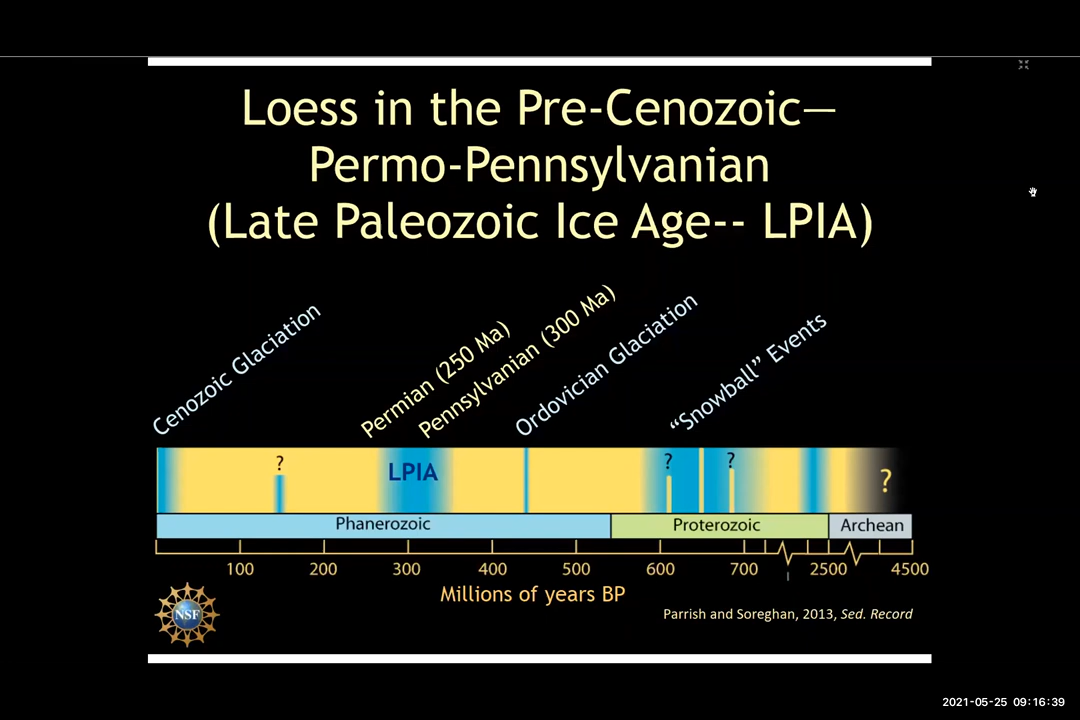 Loess in the Pre-Cenozoic—
Permo-Pennsylvanian
(Late Paleozoic Ice Age-- LPIA)
Cenozoic Glaciation
Permian (250 Ma)
Pennsylvanian (300 Ma)
Ordovician Glaciation
“Snowball” Events
?
LPIA
?
?
?
Phanerozoic
Proterozoic
Archean
100 200 300 400 500 600 700 2500 4500
Millions of years BP
NSF
Parrish and Soreghan, 2013, Sed. Record
2021-05-25 09:16:39